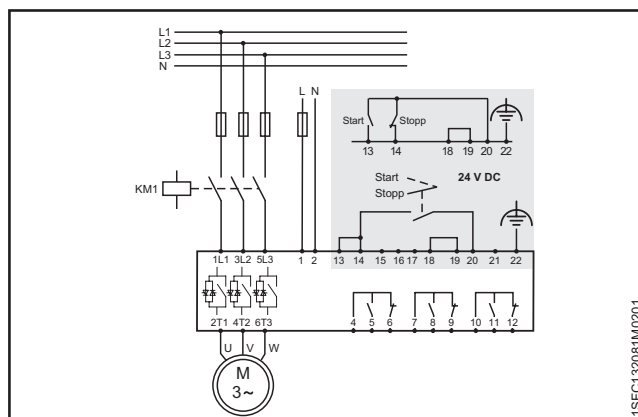 L1
L2
L3
N
L N
Start Stopp
13 14 18 19 20 22
Start
Stopp
24 V DC
KM1
1L1 3L2 5L3 1 2 13 14 15 16 17 18 19 20 21 22
2T1 4T2 6T3 4 5 6 7 8 9 10 11 12
U V W
M
3~
1SFC132081M0201